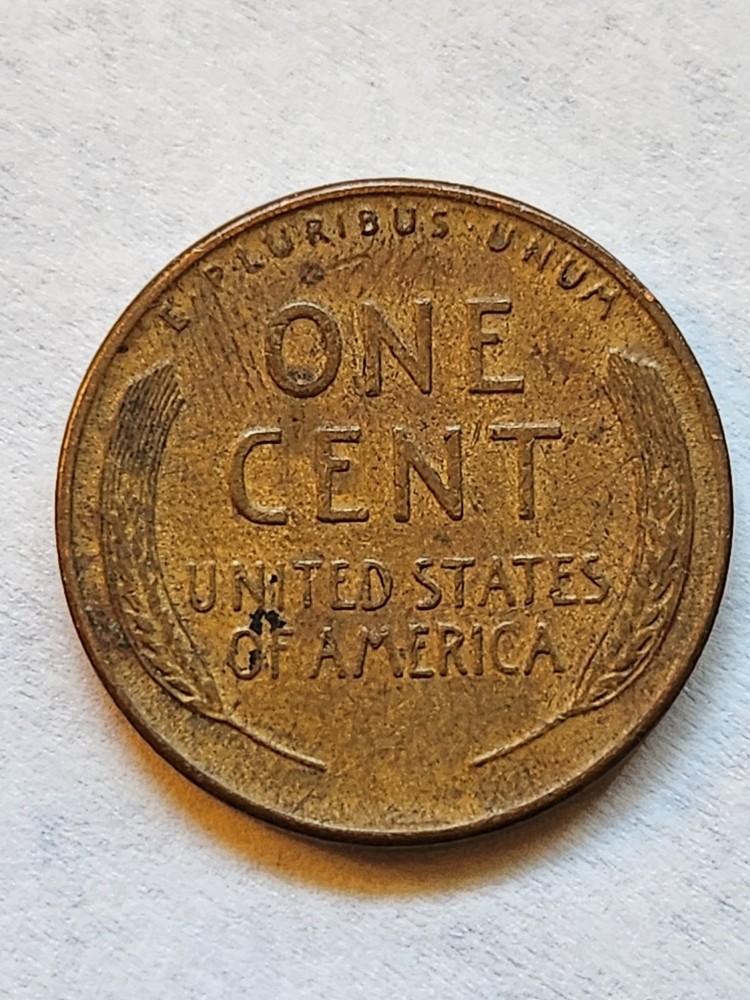 E · PLURIBUS · UNUM
ONE
CENT
UNITED STATES
OF AMERICA